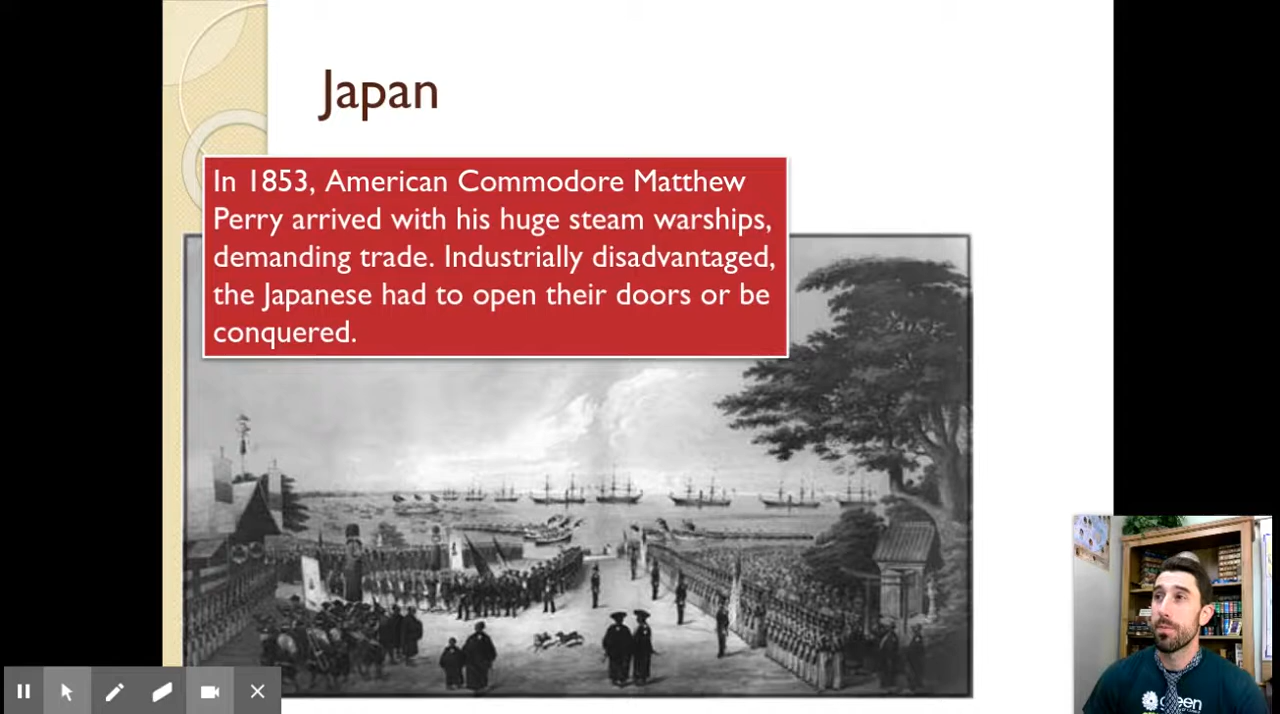 Japan
In 1853, American Commodore Matthew
Perry arrived with his huge steam warships,
demanding trade. Industrially disadvantaged,
the Japanese had to open their doors or be
conquered.
green